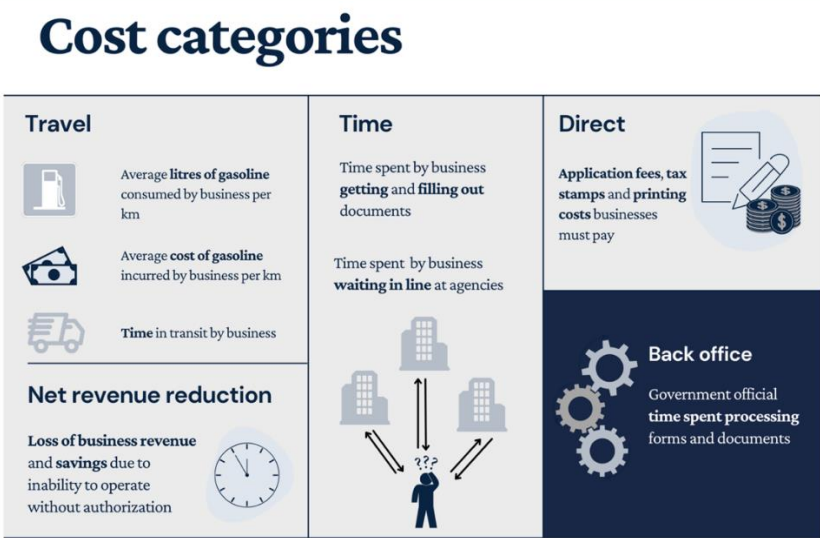 Cost categories
Travel
Average litres of gasoline
consumed by business per
km
Average cost of gasoline
incurred by business per km
Time in transit by business
Net revenue reduction
Loss of business revenue
and savings due to
inability to operate
without authorization
Time
Time spent by business
getting and filling out
documents
Time spent by business
waiting in line at agencies
???
Direct
Application fees, tax
stamps and printing
costs businesses
must pay
$
$
$
Back office
Government official
time spent processing
forms and documents